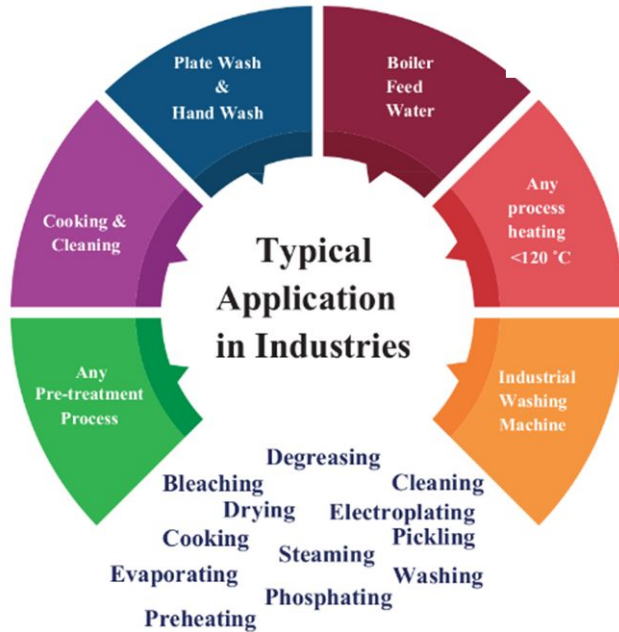 Plate Wash
&
Hand Wash
Boiler
Feed
Water
Cooking &
Cleaning
Any
process
heating
<120 ˚C
Typical
Application
in Industries
Any
Pre-treatment
Process
Industrial
Washing
Machine
Degreasing
Bleaching
Cleaning
Drying
Electroplating
Cooking
Pickling
Steaming
Evaporating
Washing
Phosphating
Preheating